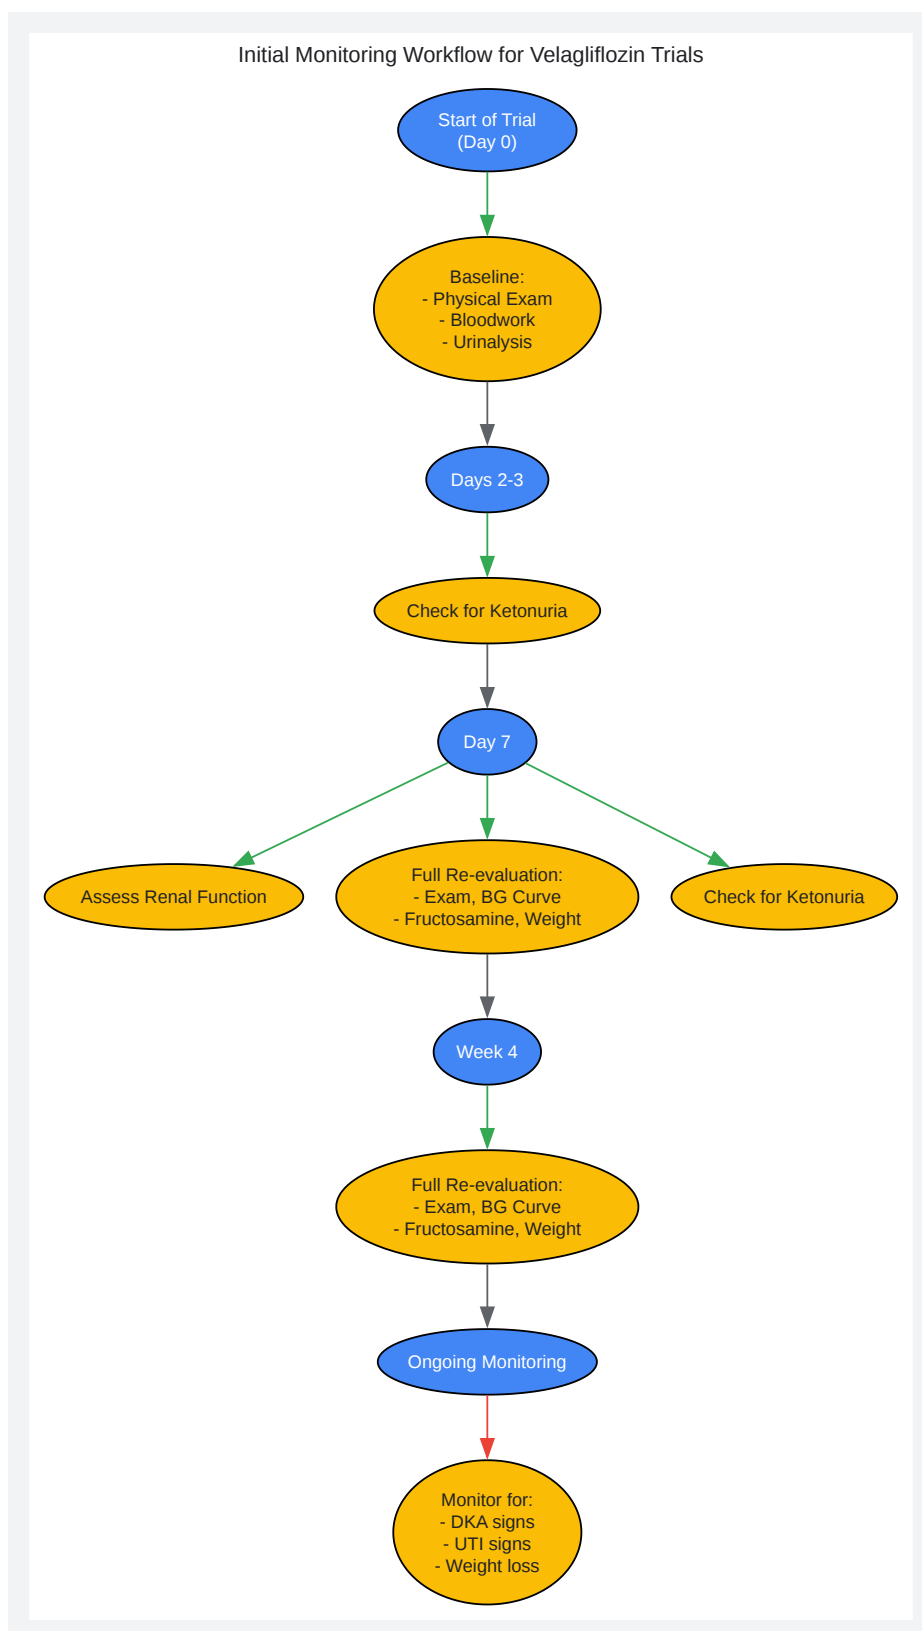 Initial Monitoring Workflow for Velagliflozin Trials
Start of Trial
(Day 0)
Baseline:
- Physical Exam
- Bloodwork
- Urinalysis
Days 2-3
Check for Ketonuria
Day 7
Assess Renal Function
Full Re-evaluation:
- Exam, BG Curve
- Fructosamine, Weight
Check for Ketonuria
Week 4
Full Re-evaluation:
- Exam, BG Curve
- Fructosamine, Weight
Ongoing Monitoring
Monitor for:
- DKA signs
- UTI signs
- Weight loss